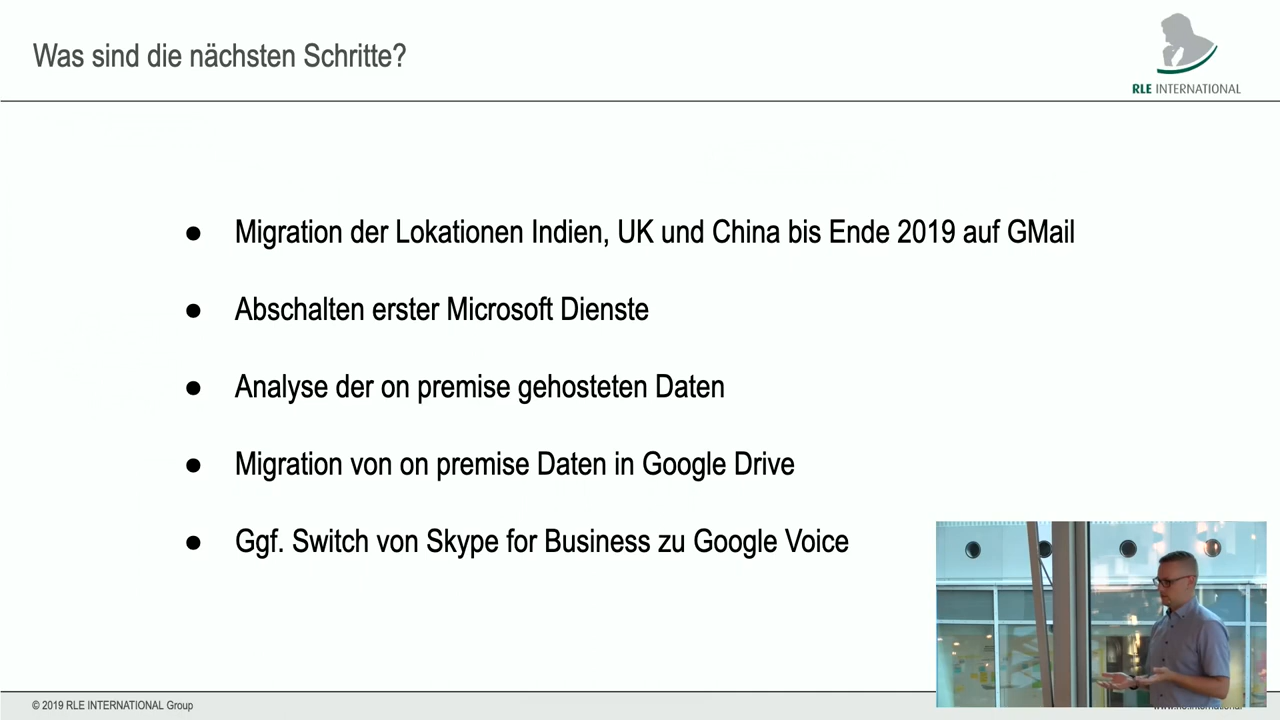 Was sind die nächsten Schritte?
RLE INTERNATIONAL
● Migration der Lokationen Indien, UK und China bis Ende 2019 auf GMail
● Abschalten erster Microsoft Dienste
● Analyse der on premise gehosteten Daten
● Migration von on premise Daten in Google Drive
● Ggf. Switch von Skype for Business zu Google Voice
© 2019 RLE INTERNATIONAL Group